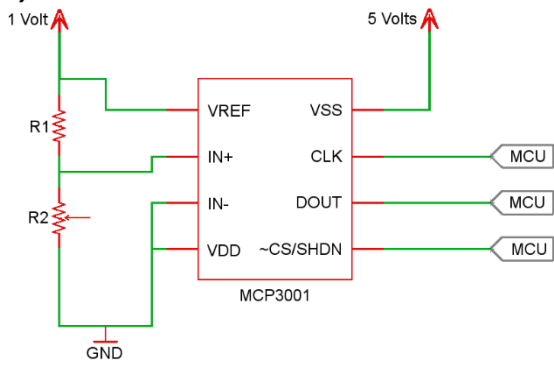 1 Volt
5 Volts
R1
R2
VREF
VSS
IN+
CLK
IN-
DOUT
VDD
~CS/SHDN
MCU
MCU
MCU
MCP3001
GND